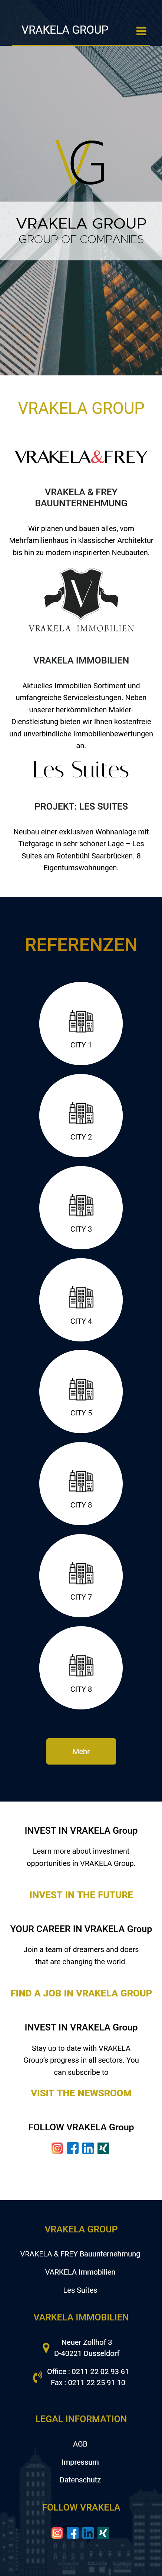 VRAKELA GROUP
VG
VRAKELA GROUP
GROUP OF COMPANIES
VRAKELA GROUP
VRAKELA&FREY
VRAKELA & FREY
BAUUNTERNEHMUNG
Wir planen und bauen alles, vom
Mehrfamilienhaus in klassischer Architektur
bis hin zu modern inspirierten Neubauten.
V
VRAKELA IMMOBILIEN
VRAKELA IMMOBILIEN
Aktuelles Immobilien-Sortiment und
umfangreiche Serviceleistungen. Neben
unserer herkömmlichen Makler-
Dienstleistung bieten wir Ihnen kostenfreie
und unverbindliche Immobilienbewertungen
an.
Les Suites
PROJEKT: LES SUITES
Neubau einer exklusiven Wohnanlage mit
Tiefgarage in sehr schöner Lage – Les
Suites am Rotenbühl Saarbrücken. 8
Eigentumswohnungen.
REFERENZEN
CITY 1
CITY 2
CITY 3
CITY 4
CITY 5
CITY 8
CITY 7
CITY 8
Mehr
INVEST IN VRAKELA Group
Learn more about investment
opportunities in VRAKELA Group.
INVEST IN THE FUTURE
YOUR CAREER IN VRAKELA Group
Join a team of dreamers and doers
that are changing the world.
FIND A JOB IN VRAKELA GROUP
INVEST IN VRAKELA Group
Stay up to date with VRAKELA
Group's progress in all sectors. You
can subscribe to
VISIT THE NEWSROOM
FOLLOW VRAKELA Group
VRAKELA GROUP
VRAKELA & FREY Bauunternehmung
VARKELA Immobilien
Les Suites
VARKELA IMMOBILIEN
Neuer Zollhof 3
D-40221 Dusseldorf
Office : 0211 22 02 93 61
Fax : 0211 22 25 91 10
LEGAL INFORMATION
AGB
Impressum
Datenschutz
FOLLOW VRAKELA